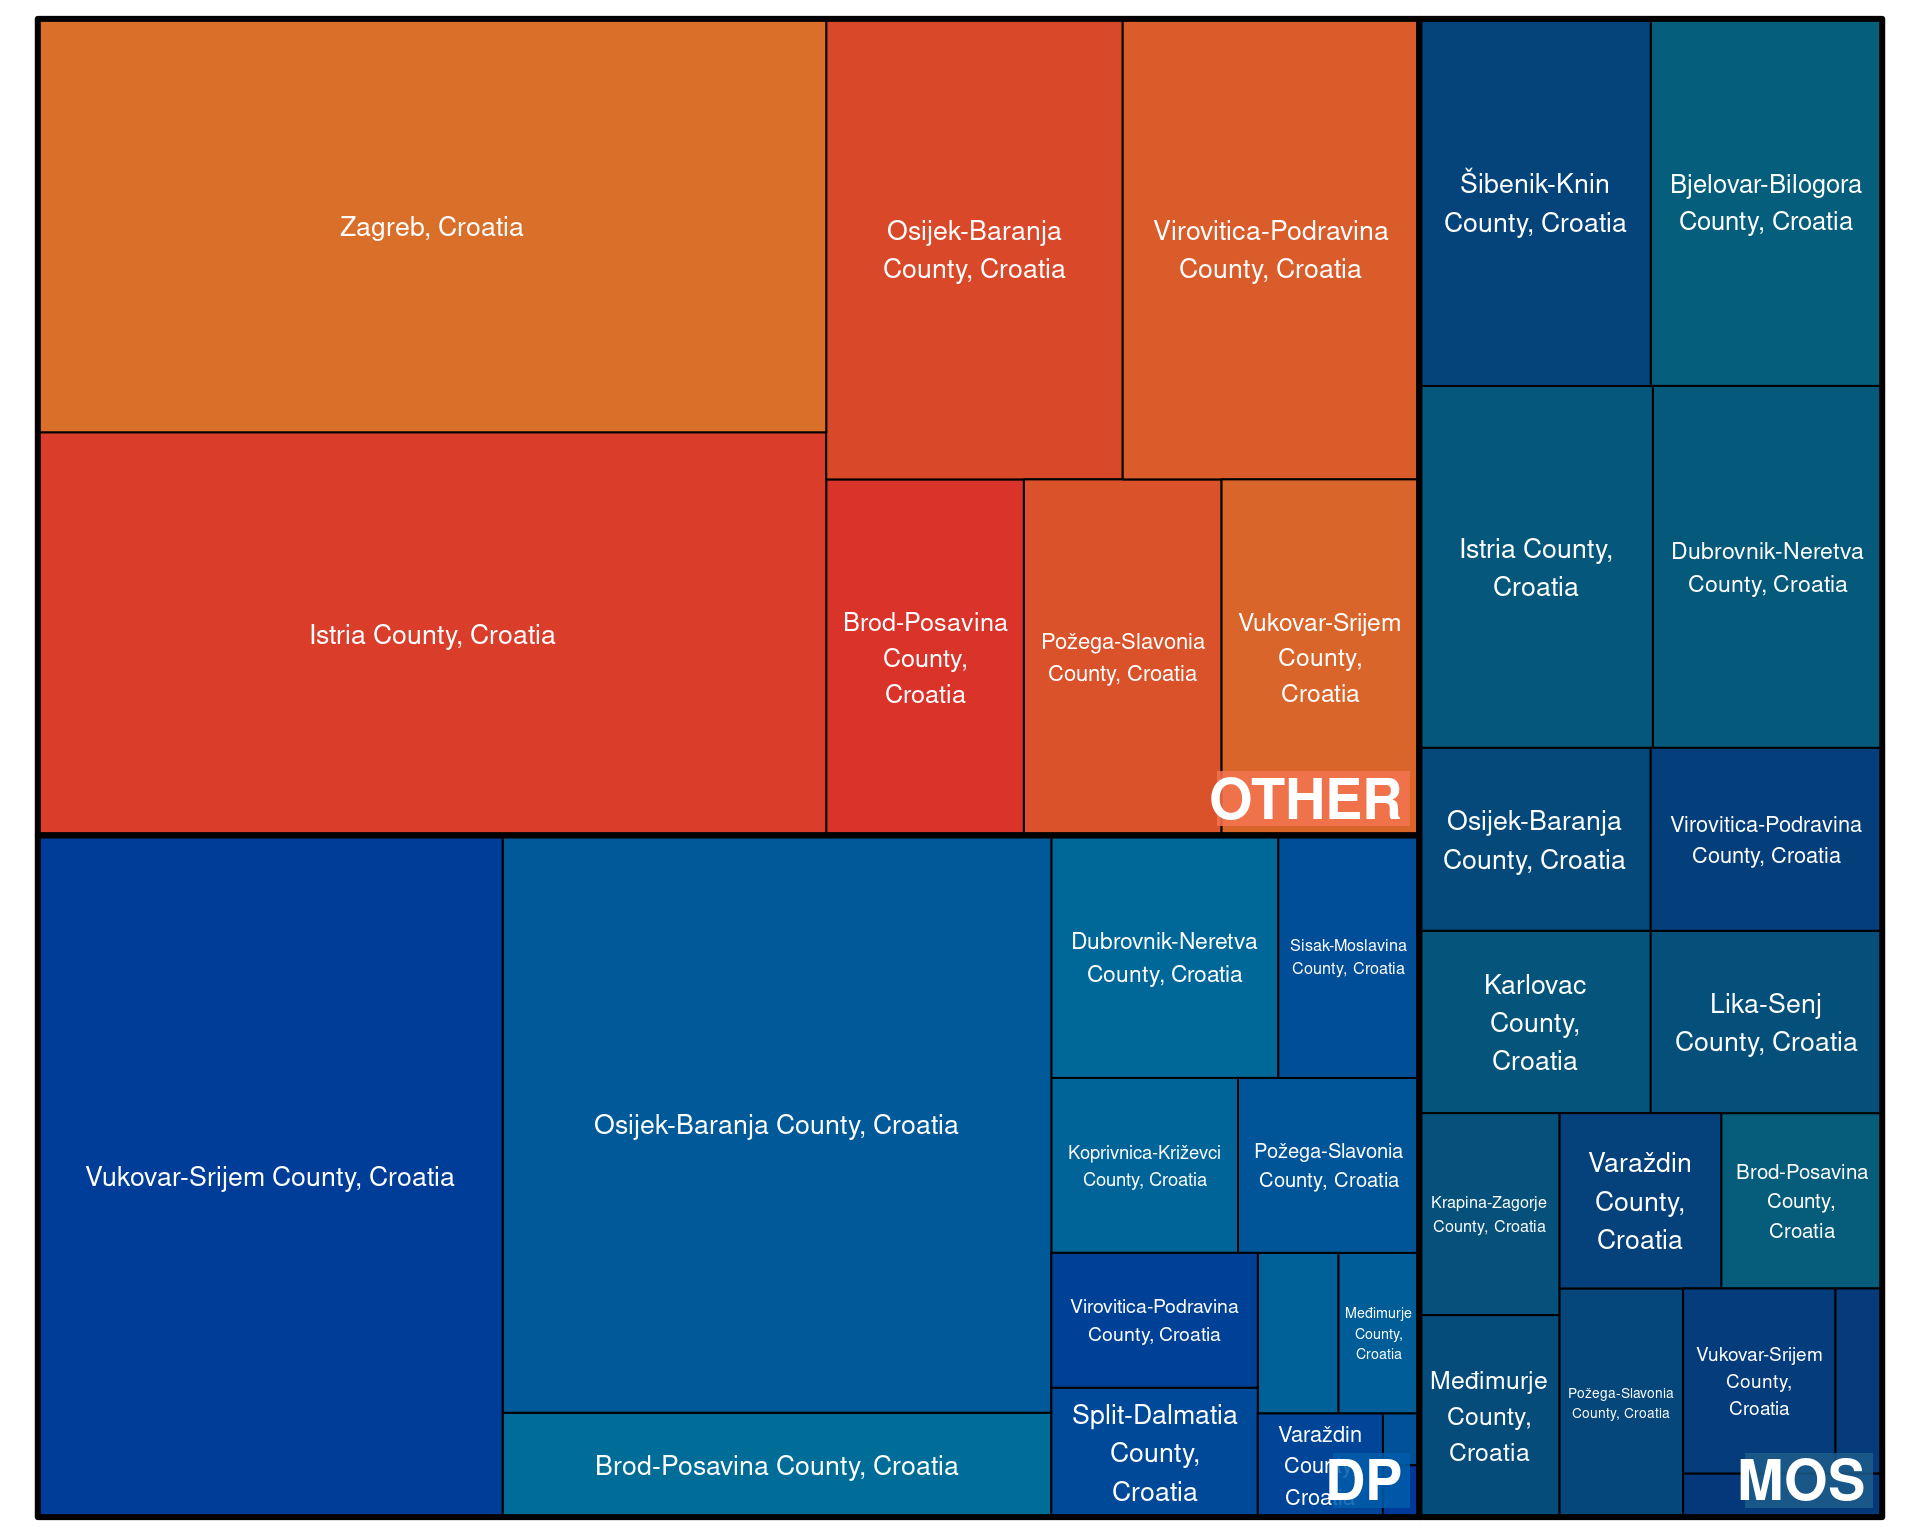 Zagreb, Croatia
Istria County, Croatia
Osijek-Baranja
County, Croatia
Virovitica-Podravina
County, Croatia
Brod-Posavina
County,
Croatia
Požega-Slavonia
County, Croatia
Vukovar-Srijem
County,
Croatia
OTHER
Vukovar-Srijem County, Croatia
Osijek-Baranja County, Croatia
Brod-Posavina County, Croatia
Dubrovnik-Neretva
County, Croatia
Sisak-Moslavina
County, Croatia
Koprivnica-Križevci
County, Croatia
Požega-Slavonia
County, Croatia
Virovitica-Podravina
County, Croatia
Međimurje
County,
Croatia
Split-Dalmatia
County,
Croatia
Varaždin
County,
Croatia
DP
Šibenik-Knin
County, Croatia
Bjelovar-Bilogora
County, Croatia
Istria County,
Croatia
Dubrovnik-Neretva
County, Croatia
Osijek-Baranja
County, Croatia
Virovitica-Podravina
County, Croatia
Karlovac
County,
Croatia
Lika-Senj
County, Croatia
Krapina-Zagorje
County, Croatia
Varaždin
County,
Croatia
Brod-Posavina
County,
Croatia
Međimurje
County,
Croatia
Požega-Slavonia
County, Croatia
Vukovar-Srijem
County,
Croatia
MOS